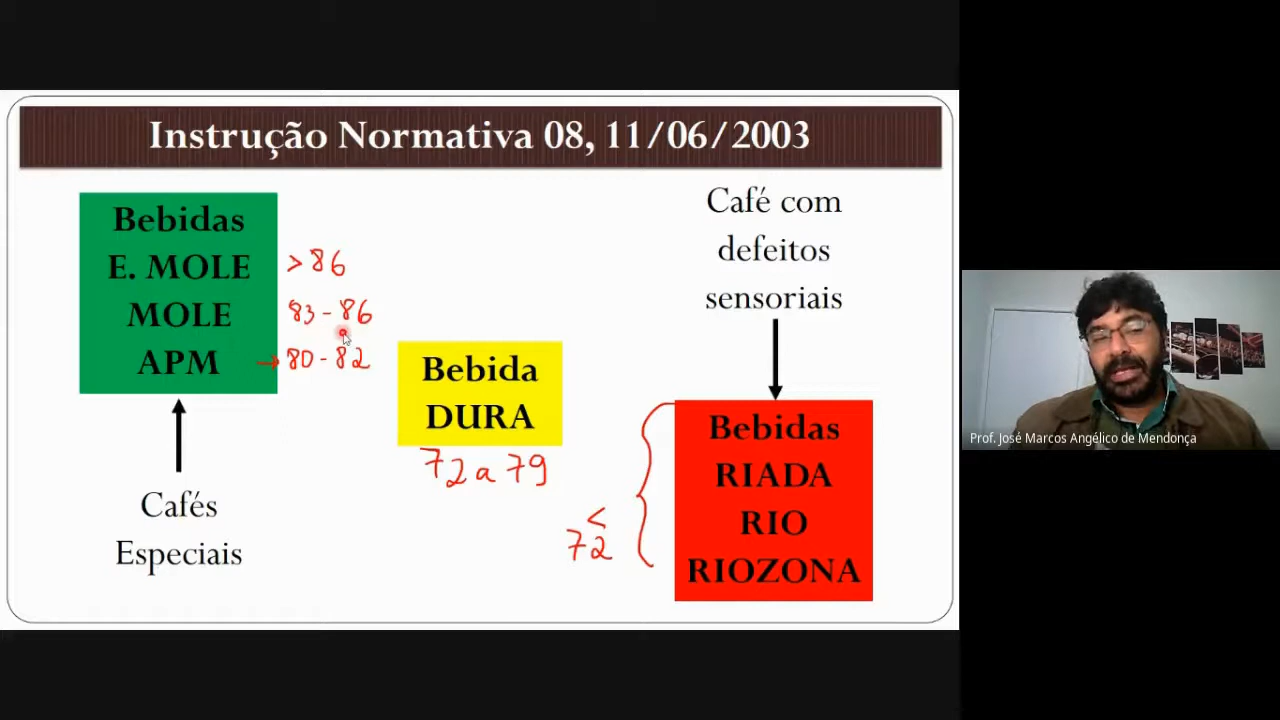 Instrução Normativa 08, 11/06/2003
Bebidas
E. MOLE
MOLE
APM
> 86
83 - 86
→ 80 - 82
Cafés
Especiais
Bebida
DURA
72 a 79
Café com
defeitos
sensoriais
<
72
Bebidas
RIADA
RIO
RIOZONA
Prof. José Marcos Angélico de Mendonça